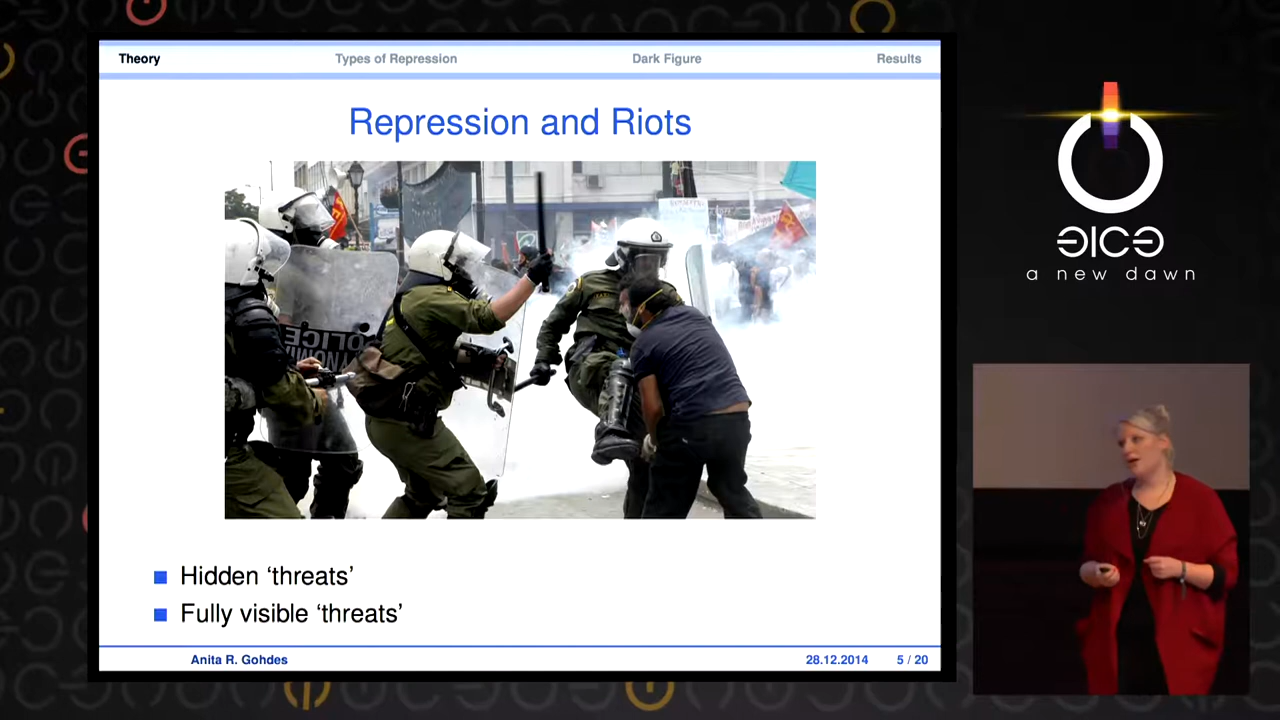 Theory Types of Repression Dark Figure Results
Repression and Riots
POLICE
Hidden ‘threats’
Fully visible ‘threats’
Anita R. Gohdes 28.12.2014 5 / 20
a new dawn